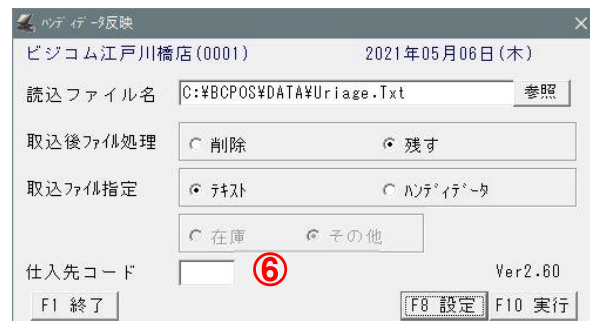 ﾊﾝﾃﾞｨﾃﾞｰﾀ反映
ビジコム江戸川橋店(0001) 2021年05月06日(木)
読込ファイル名 C:¥BCPOS¥DATA¥Uriage.Txt 参照
取込後ﾌｧｲﾙ処理 削除 残す
取込ﾌｧｲﾙ指定 ﾃｷｽﾄ ﾊﾝﾃﾞｨﾃﾞｰﾀ
在庫 その他
仕入先コード ⑥ Ver2.60
F1 終了 F8 設定 F10 実行